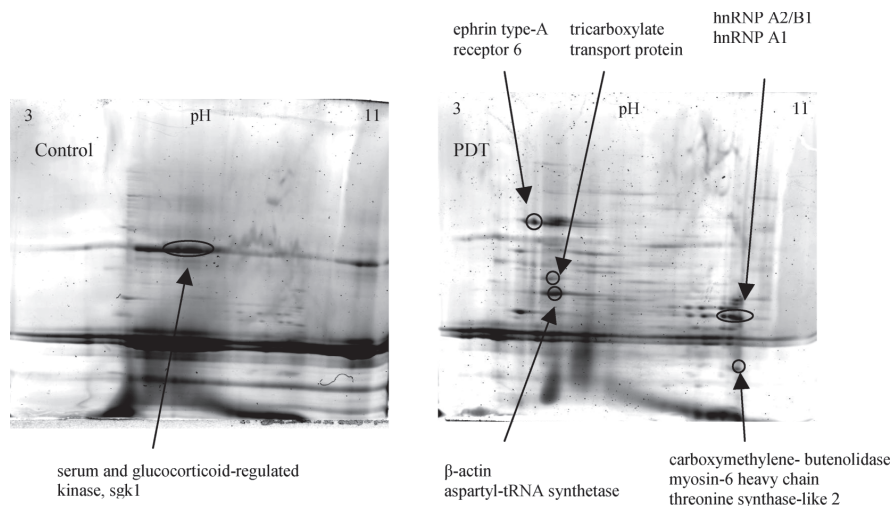 ephrin type-A
receptor 6
tricarboxylate
transport protein
hnRNP A2/B1
hnRNP A1
3
pH
11
Control
3
pH
11
PDT
serum and glucocorticoid-regulated
kinase, sgk1
β-actin
aspartyl-tRNA synthetase
carboxymethylene- butenolidase
myosin-6 heavy chain
threonine synthase-like 2